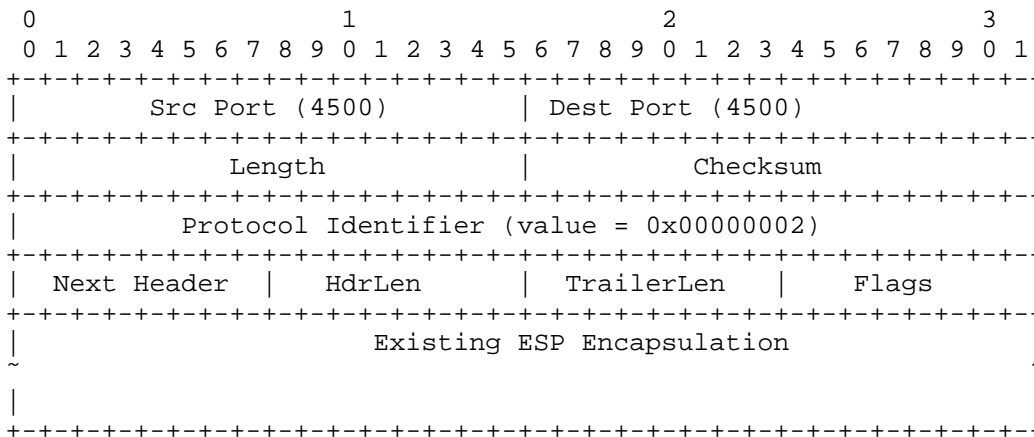 0                   1                   2                   3
0 1 2 3 4 5 6 7 8 9 0 1 2 3 4 5 6 7 8 9 0 1 2 3 4 5 6 7 8 9 0 1
+-+-+-+-+-+-+-+-+-+-+-+-+-+-+-+-+-+-+-+-+-+-+-+-+-+-+-+-+-+-+-+-
|        Src Port (4500)        | Dest Port (4500)
+-+-+-+-+-+-+-+-+-+-+-+-+-+-+-+-+-+-+-+-+-+-+-+-+-+-+-+-+-+-+-+-
|             Length            |          Checksum
+-+-+-+-+-+-+-+-+-+-+-+-+-+-+-+-+-+-+-+-+-+-+-+-+-+-+-+-+-+-+-+-
|          Protocol Identifier (value = 0x00000002)
+-+-+-+-+-+-+-+-+-+-+-+-+-+-+-+-+-+-+-+-+-+-+-+-+-+-+-+-+-+-+-+-
|  Next Header  |   HdrLen      |  TrailerLen   |    Flags
+-+-+-+-+-+-+-+-+-+-+-+-+-+-+-+-+-+-+-+-+-+-+-+-+-+-+-+-+-+-+-+-
|                      Existing ESP Encapsulation
~                                                               ~
|
+-+-+-+-+-+-+-+-+-+-+-+-+-+-+-+-+-+-+-+-+-+-+-+-+-+-+-+-+-+-+-+-